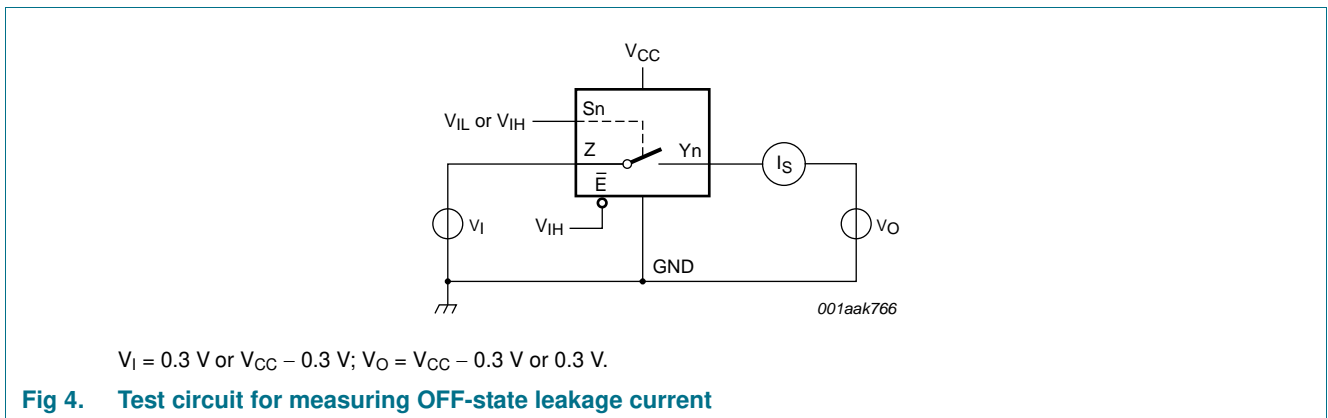 VCC
Sn
VIL or VIH
Z
Yn
IS
E̅
VI
VIH
VO
GND
001aak766
VI = 0.3 V or VCC − 0.3 V; VO = VCC − 0.3 V or 0.3 V.
Fig 4. Test circuit for measuring OFF-state leakage current